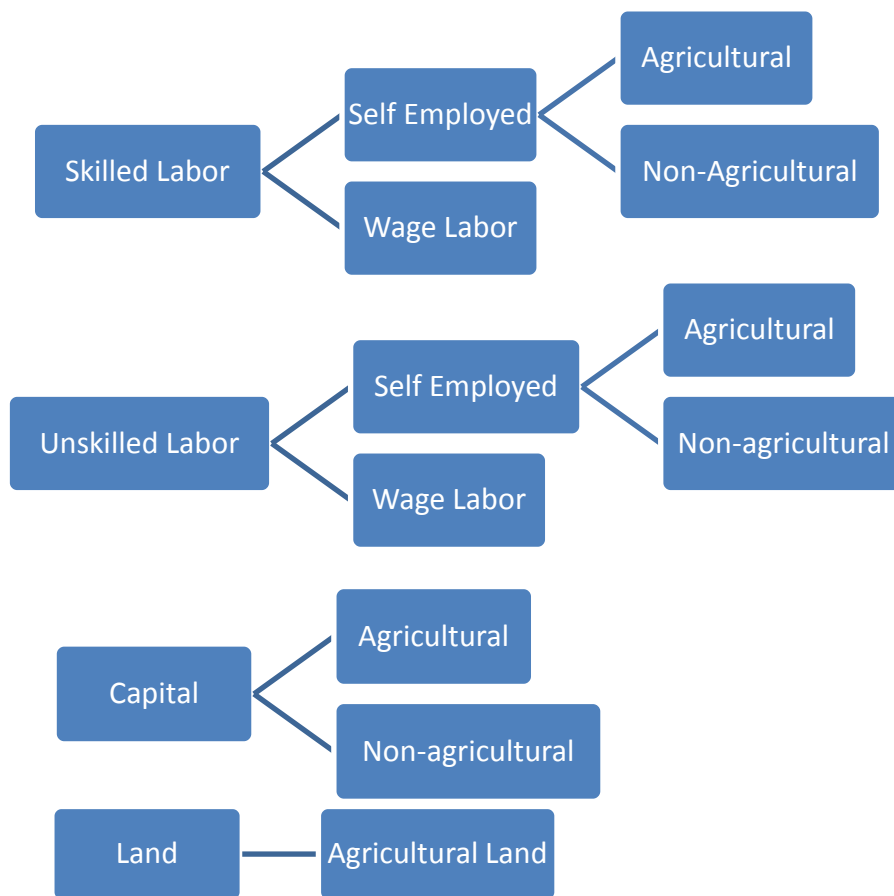 Agricultural
Self Employed
Non-Agricultural
Skilled Labor
Wage Labor
Agricultural
Self Employed
Non-agricultural
Unskilled Labor
Wage Labor
Agricultural
Capital
Non-agricultural
Land
Agricultural Land